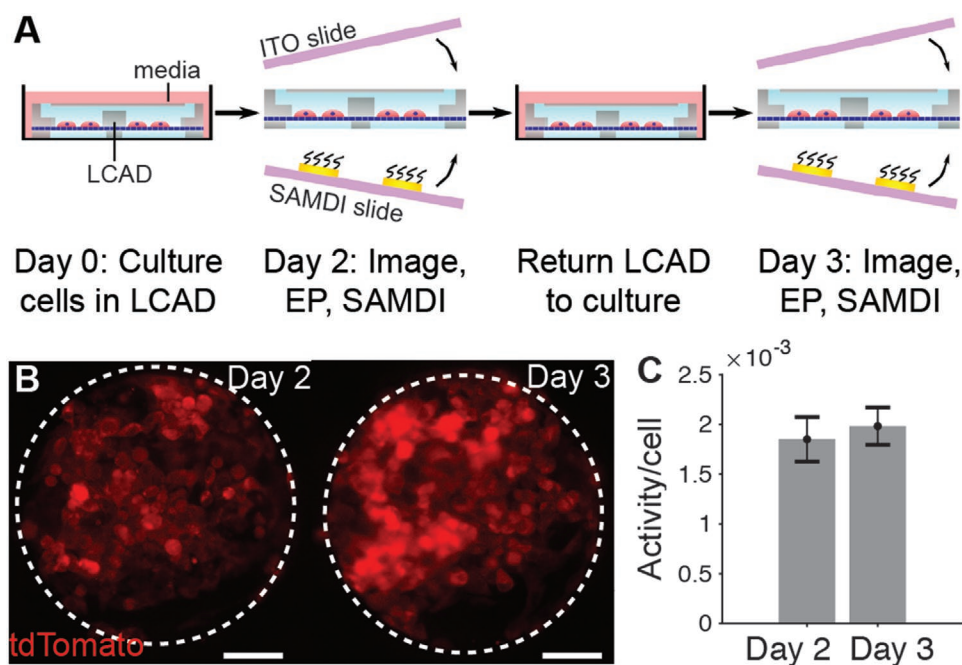 A
ITO slide
media
LCAD
SAMDI slide
Day 0: Culture
cells in LCAD
Day 2: Image,
EP, SAMDI
Return LCAD
to culture
Day 3: Image,
EP, SAMDI
B
Day 2
Day 3
tdTomato
C
×10⁻³
2.5
2
1.5
1
0.5
0
Activity/cell
Day 2
Day 3